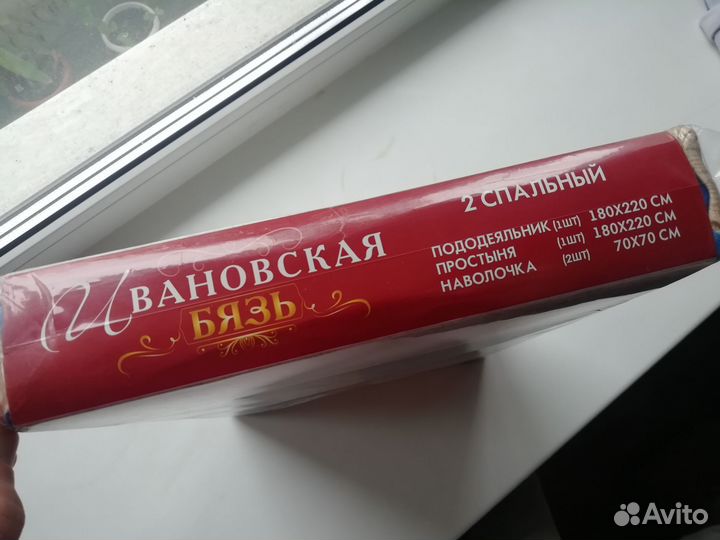 Ивановская
БЯЗЬ
2 СПАЛЬНЫЙ
ПОДОДЕЯЛЬНИК (1ШТ) 180Х220 СМ
ПРОСТЫНЯ (1ШТ) 180Х220 СМ
НАВОЛОЧКА (2ШТ) 70Х70 СМ
Avito